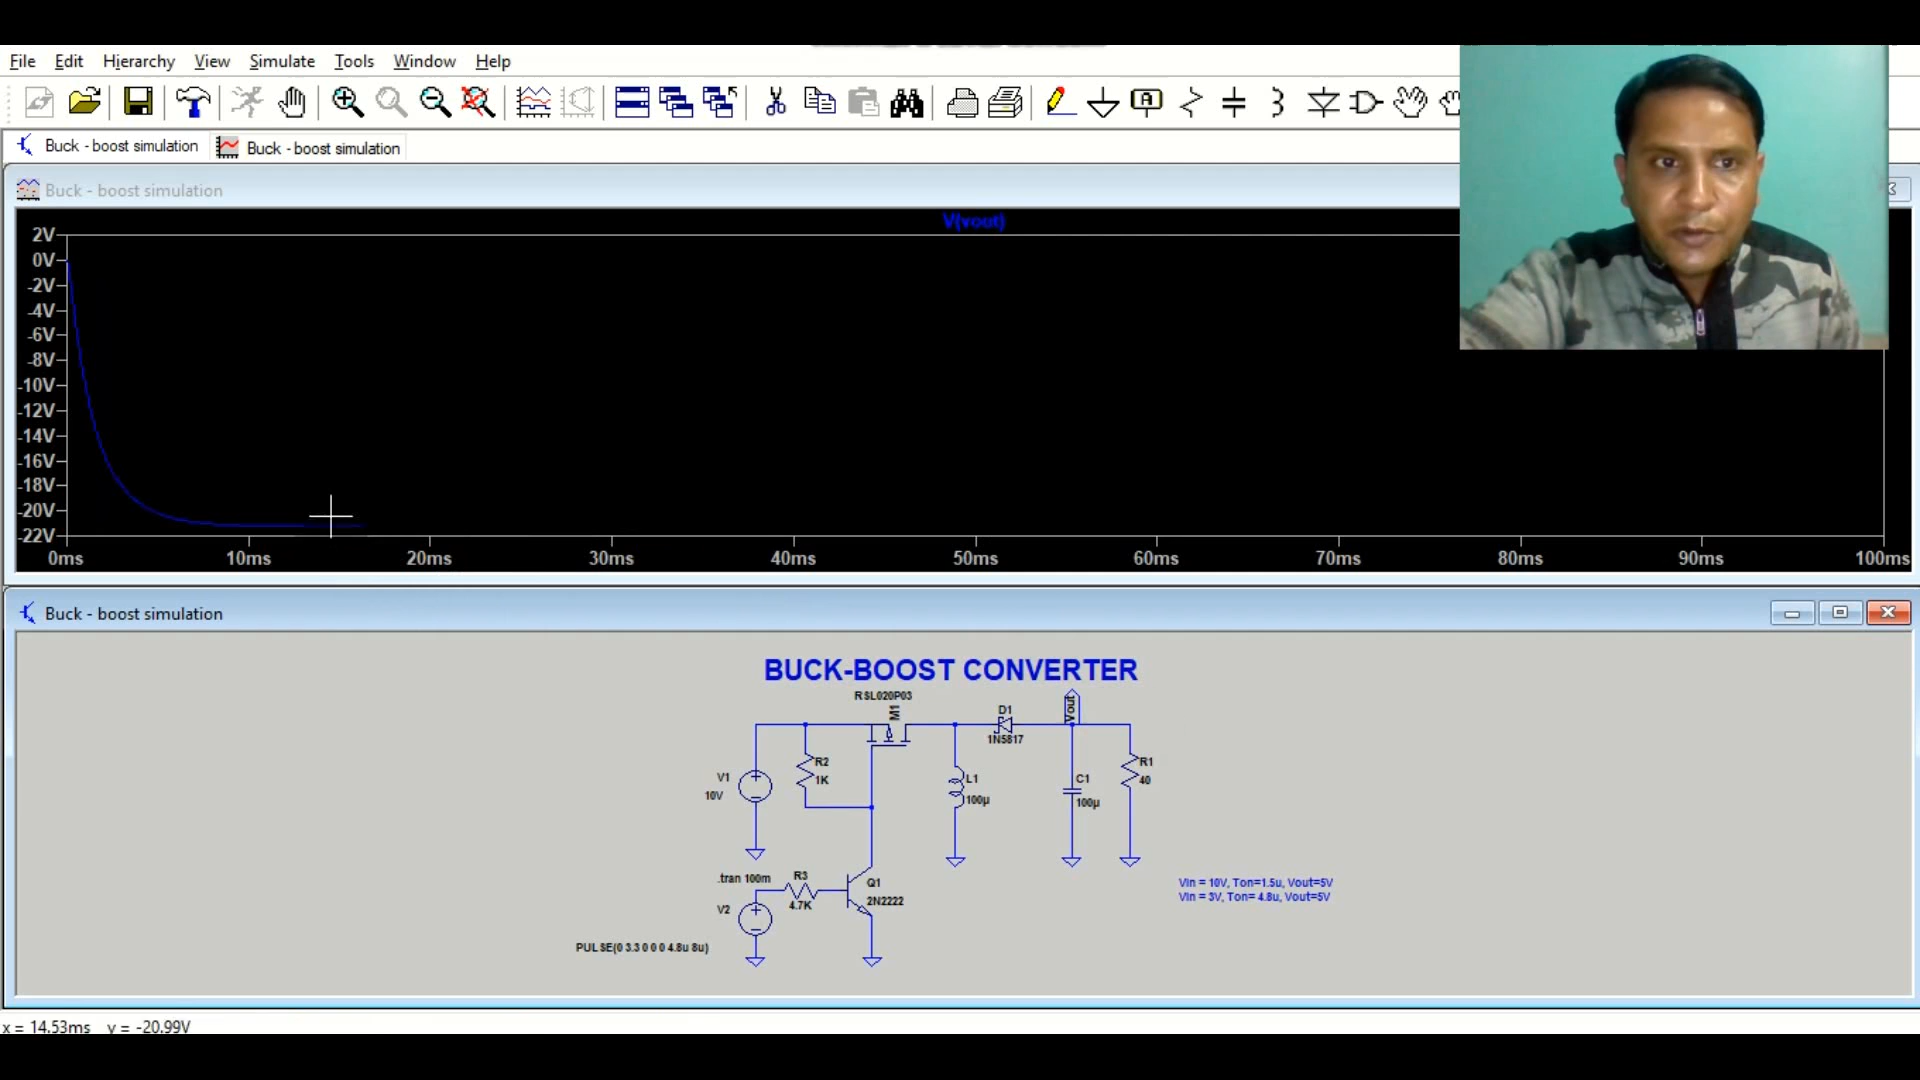 File Edit Hierarchy View Simulate Tools Window Help
Buck - boost simulation Buck - boost simulation
Buck - boost simulation
V(vout)
2V
0V
-2V
-4V
-6V
-8V
-10V
-12V
-14V
-16V
-18V
-20V
-22V
0ms 10ms 20ms 30ms 40ms 50ms 60ms 70ms 80ms 90ms 100ms
Buck - boost simulation
BUCK-BOOST CONVERTER
RSL020P03
M1
D1
1N5817
Vout
V1
10V
R2
1K
L1
100µ
C1
100µ
R1
40
.tran 100m
R3
4.7K
Q1
2N2222
V2
PULSE(0 3.3 0 0 0 4.8u 8u)
Vin = 10V, Ton=1.5u, Vout=5V
Vin = 3V, Ton= 4.8u, Vout=5V
x = 14.53ms y = -20.99V